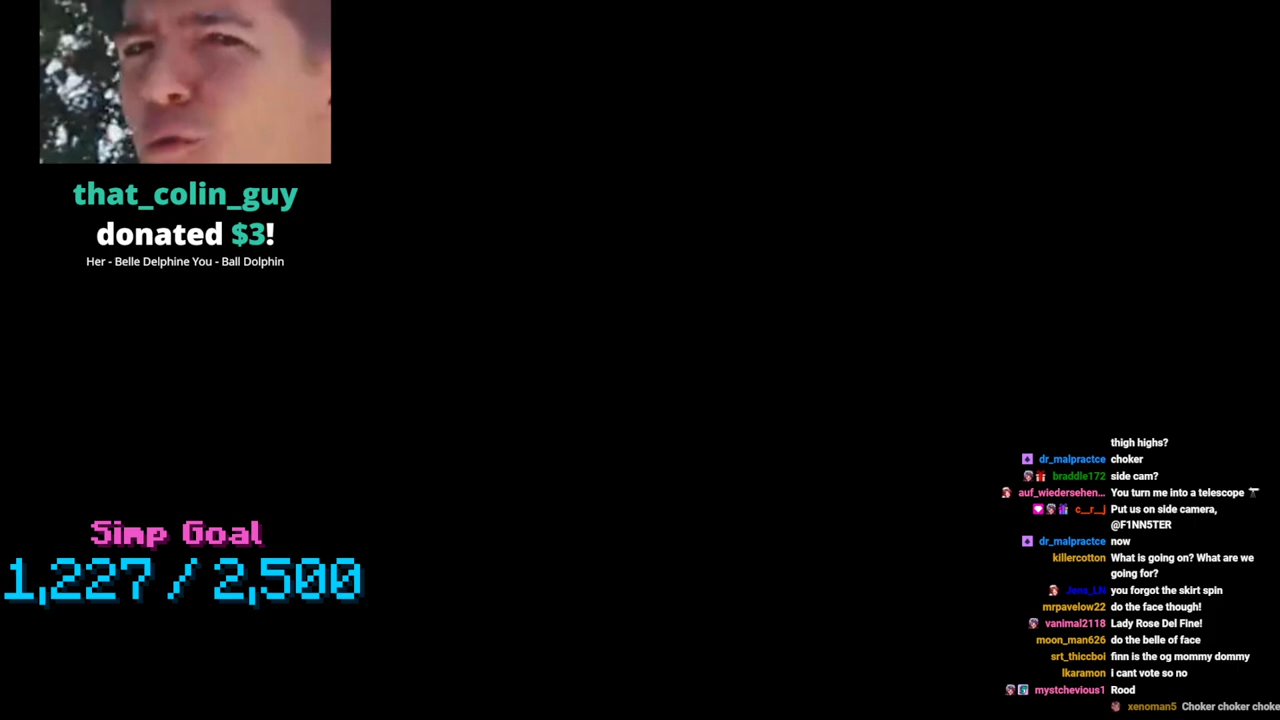 that_colin_guy
donated $3!
Her - Belle Delphine You - Ball Dolphin
Simp Goal
1,227 / 2,500
thigh highs?
dr_malpractce choker
braddle172 side cam?
auf_wiedersehen... You turn me into a telescope
c__r__j Put us on side camera,
@F1NN5TER
dr_malpractce now
killercotton What is going on? What are we
going for?
Jens_LN you forgot the skirt spin
mrpavelow22 do the face though!
vanimal2118 Lady Rose Del Fine!
moon_man626 do the belle of face
srt_thiccboi finn is the og mommy dommy
lkaramon i cant vote so no
mystchevious1 Rood
xenoman5 Choker choker choke